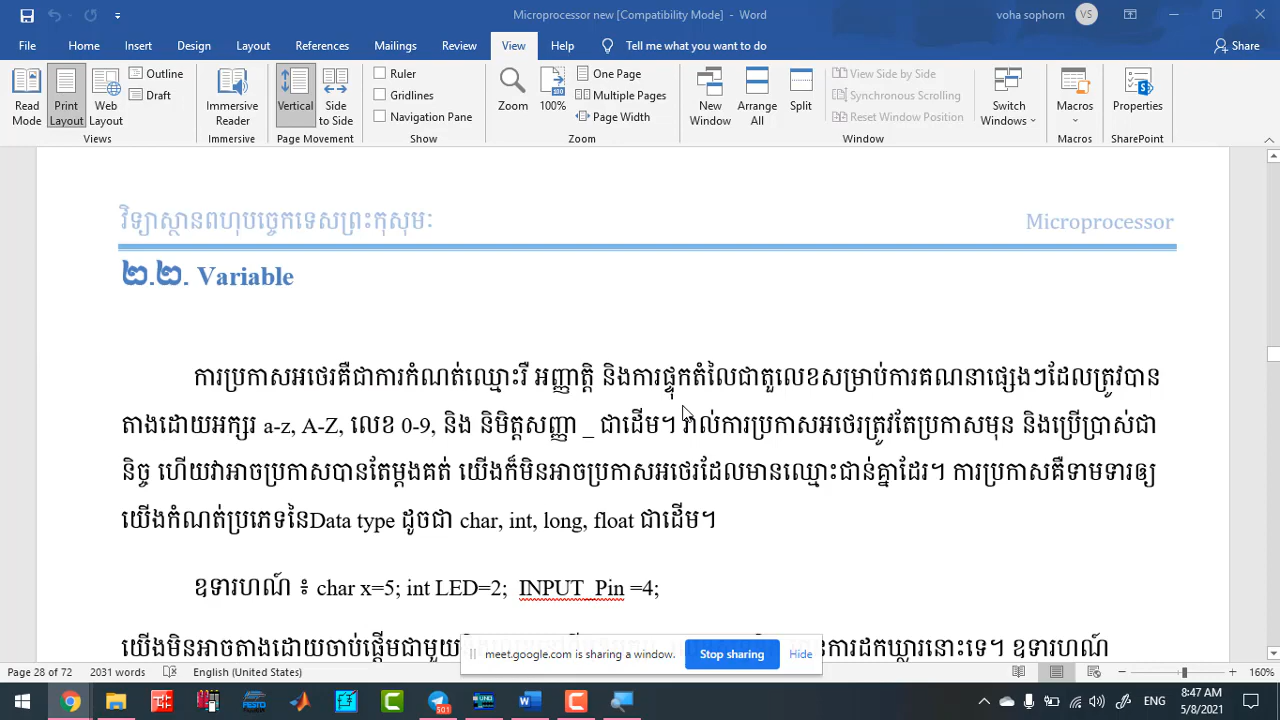 Microprocessor new [Compatibility Mode] - Word
voha sophorn VS
File Home Insert Design Layout References Mailings Review View Help Tell me what you want to do Share
Read Mode
Print Layout
Web Layout
Outline
Draft
Views
Immersive Reader
Immersive
Vertical
Side to Side
Page Movement
Ruler
Gridlines
Navigation Pane
Show
Zoom
100%
One Page
Multiple Pages
Page Width
Zoom
New Window
Arrange All
Split
View Side by Side
Synchronous Scrolling
Reset Window Position
Window
Switch Windows
Macros
Macros
Properties
SharePoint
វិទ្យាស្ថានពហុបច្ចេកទេសព្រះកុសុមៈ Microprocessor
២.២. Variable
ការប្រកាសអថេរគឺជាការកំណត់ឈ្មោះរឺ អញ្ញាត្តិ និងការផ្ទុកតំលៃជាតួលេខសម្រាប់ការគណនាផ្សេងៗដែលត្រូវបាន
តាងដោយអក្សរ a-z, A-Z, លេខ 0-9, និង និមិត្តសញ្ញា _ ជាដើម។ រាល់ការប្រកាសអថេរត្រូវតែប្រកាសមុន និងប្រើប្រាស់ជា
និច្ច ហើយវាអាចប្រកាសបានតែម្តងគត់ យើងក៏មិនអាចប្រកាសអថេរដែលមានឈ្មោះជាន់គ្នាដែរ។ ការប្រកាសគឺទាមទារឲ្យ
យើងកំណត់ប្រភេទនៃData type ដូចជា char, int, long, float ជាដើម។
ឧទារហណ៍ ៖ char x=5; int LED=2; INPUT_Pin =4;
យើងមិនអាចតាងដោយចាប់ផ្តើមជាមួយ ការដកឃ្លារនោះទេ។ ឧទារហណ៍
meet.google.com is sharing a window. Stop sharing Hide
Page 28 of 72 2031 words English (United States) 160%
50.1
ENG
8:47 AM
5/8/2021